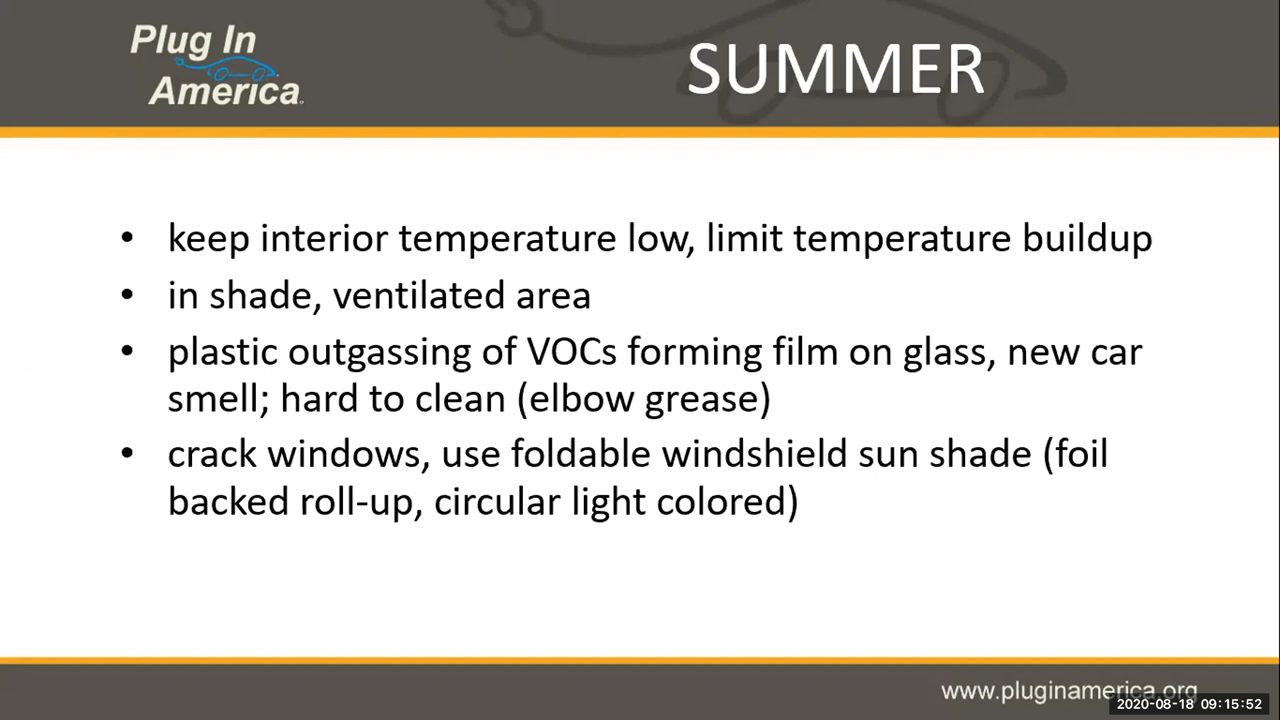 Plug In
America
SUMMER
• keep interior temperature low, limit temperature buildup
• in shade, ventilated area
• plastic outgassing of VOCs forming film on glass, new car
smell; hard to clean (elbow grease)
• crack windows, use foldable windshield sun shade (foil
backed roll-up, circular light colored)
www.pluginamerica.org
2020-08-18 09:15:52